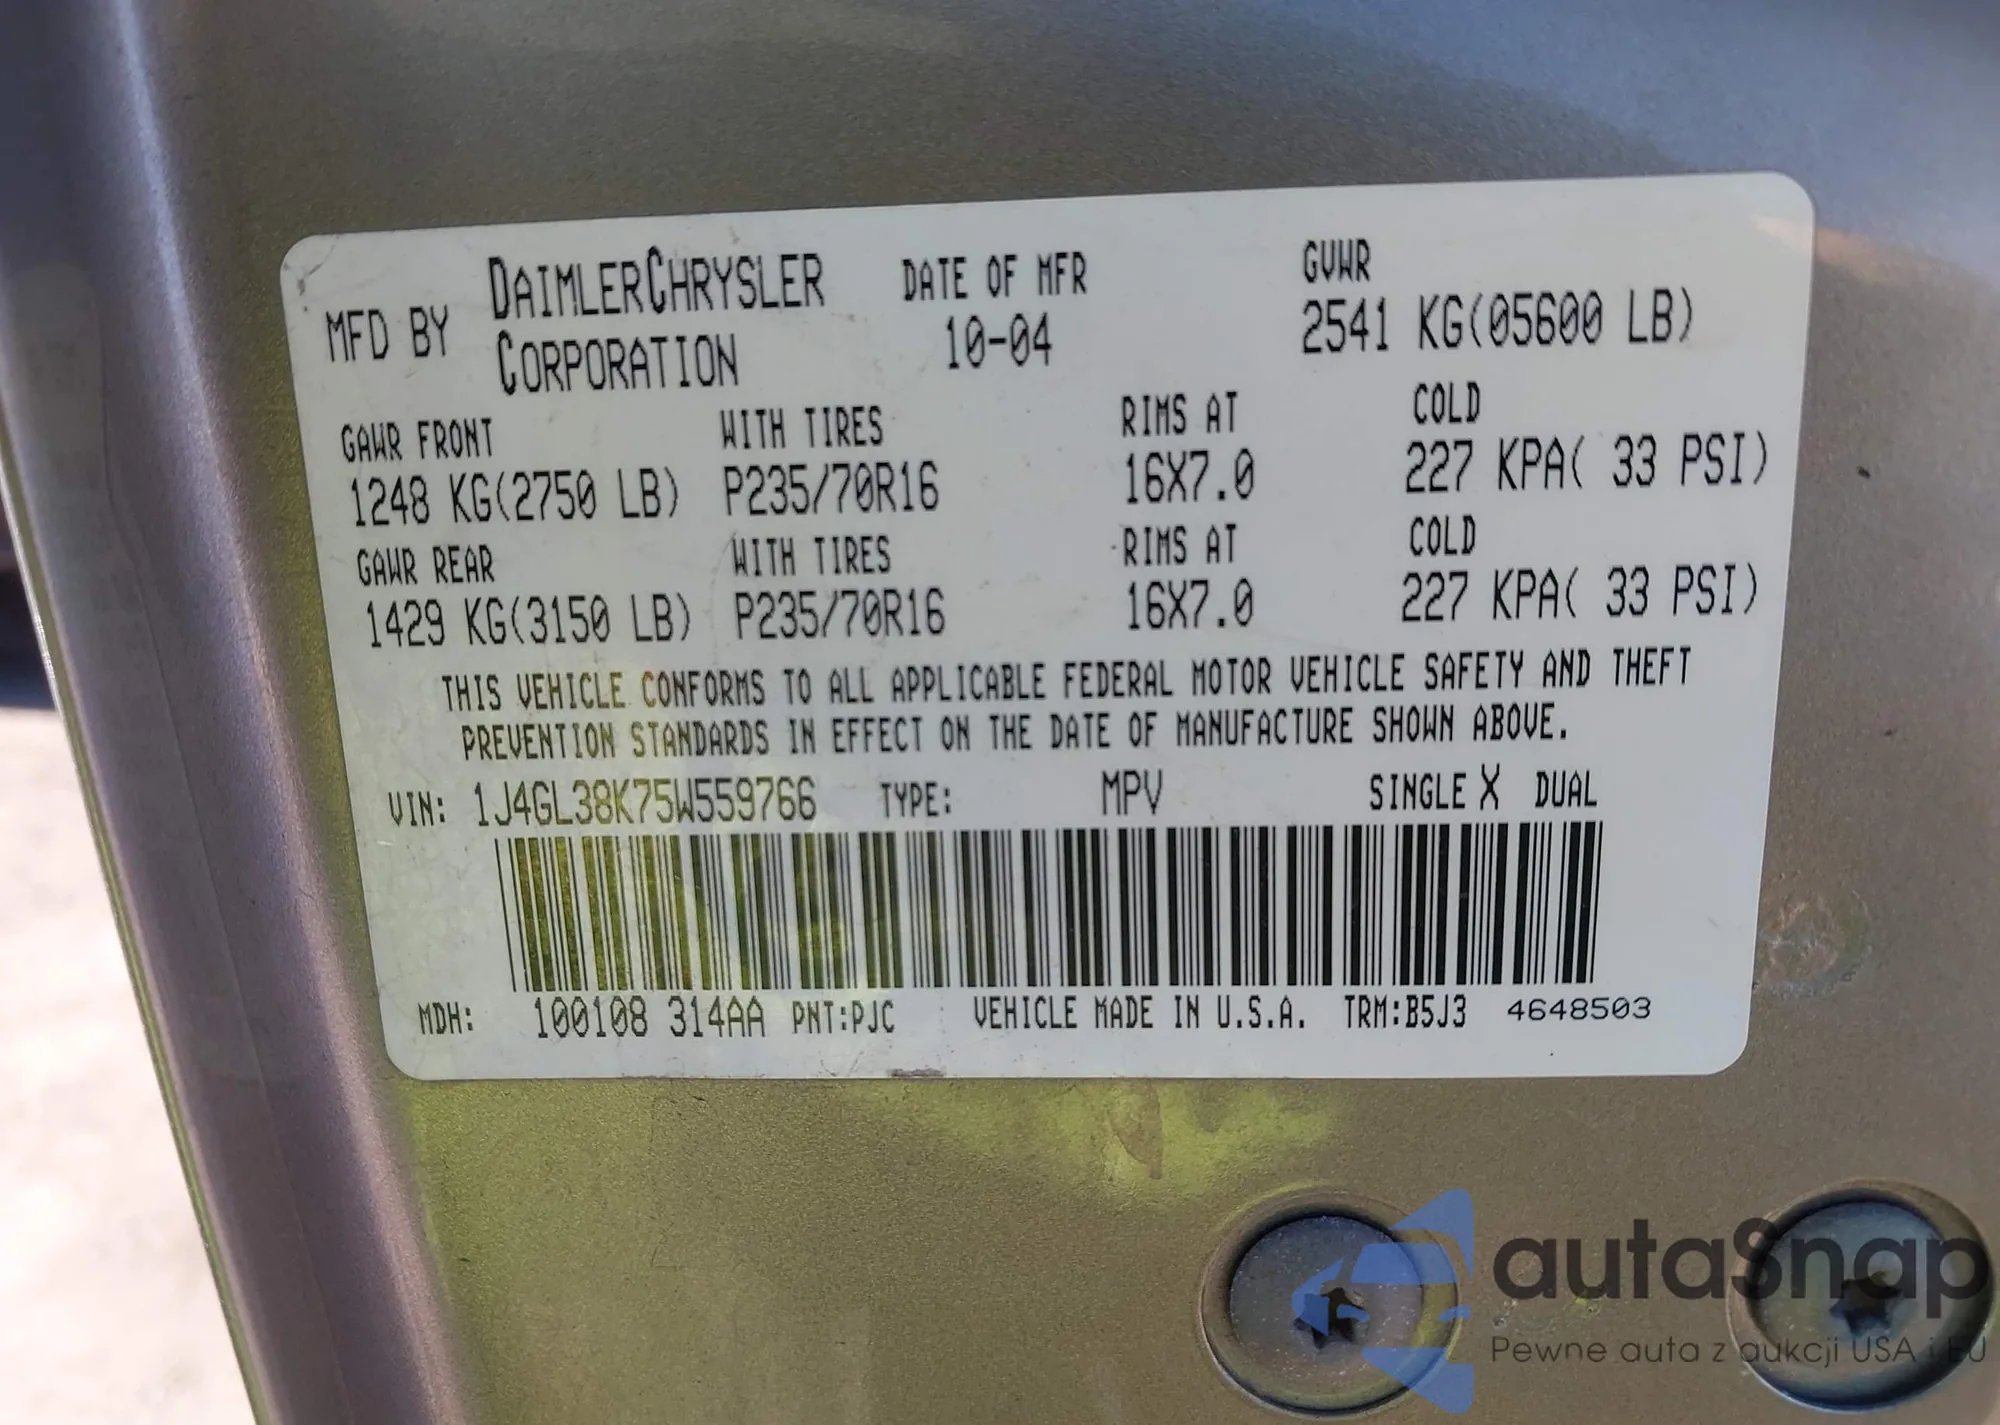 MFD BY DAIMLERCHRYSLER CORPORATION DATE OF MFR 10-04 GVWR 2541 KG(05600 LB)
GAWR FRONT WITH TIRES RIMS AT COLD
1248 KG(2750 LB) P235/70R16 16X7.0 227 KPA( 33 PSI)
GAWR REAR WITH TIRES RIMS AT COLD
1429 KG(3150 LB) P235/70R16 16X7.0 227 KPA( 33 PSI)
THIS VEHICLE CONFORMS TO ALL APPLICABLE FEDERAL MOTOR VEHICLE SAFETY AND THEFT
PREVENTION STANDARDS IN EFFECT ON THE DATE OF MANUFACTURE SHOWN ABOVE.
VIN: 1J4GL38K75W559766 TYPE: MPV SINGLE X DUAL
MDH: 100108 314AA PNT:PJC VEHICLE MADE IN U.S.A. TRM:B5J3 4648503
autoSnap
Pewne auta z aukcji USA i EU